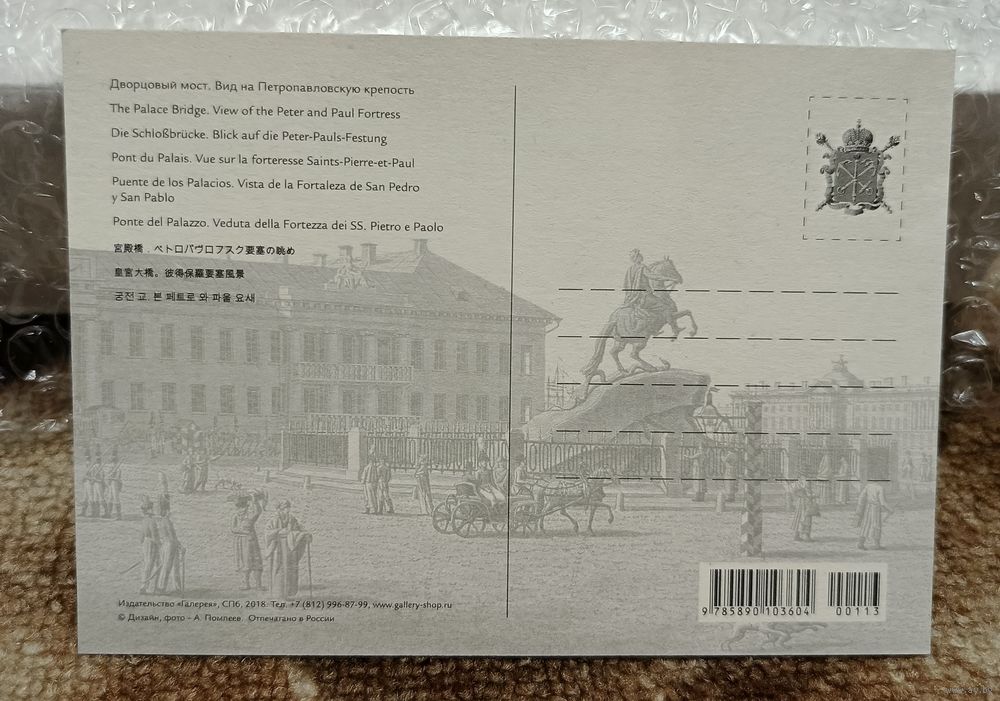 Дворцовый мост. Вид на Петропавловскую крепость
The Palace Bridge. View of the Peter and Paul Fortress
Die Schloßbrücke. Blick auf die Peter-Pauls-Festung
Pont du Palais. Vue sur la forteresse Saints-Pierre-et-Paul
Puente de los Palacios. Vista de la Fortaleza de San Pedro
y San Pablo
Ponte del Palazzo. Veduta della Fortezza dei SS. Pietro e Paolo
宮殿橋．ペトロパヴロフスク要塞の眺め
皇宮大橋。彼得保羅要塞風景
궁전 교. 본 페트로 와 파울 요새
Издательство «Галерея», СПб, 2018. Тел. +7 (812) 996-87-99, www.gallery-shop.ru
© Дизайн, фото – А. Помпеев. Отпечатано в России
9 785890 103604 00113
www.ay.by